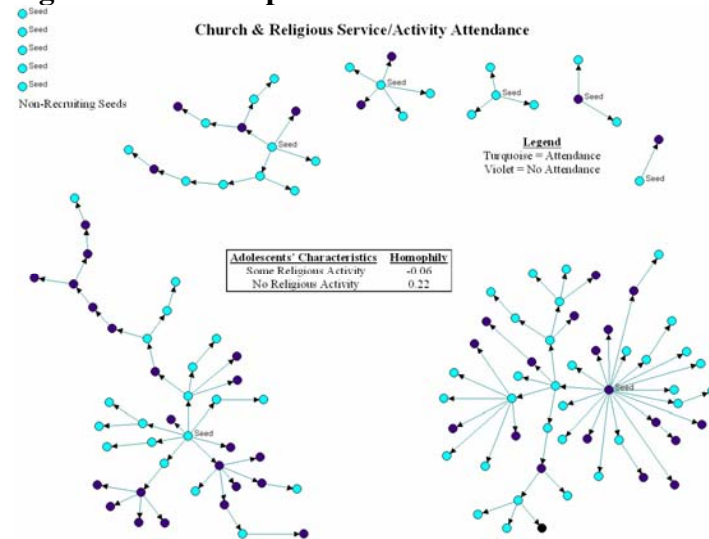 Seed
Church & Religious Service/Activity Attendance
Seed
Seed
Seed
Seed
Non-Recruiting Seeds
Seed
Seed
Seed
Seed
Legend
Turquoise = Attendance
Violet = No Attendance
Seed
Adolescents' Characteristics Homophily
Some Religious Activity -0.06
No Religious Activity 0.22
Seed
Seed